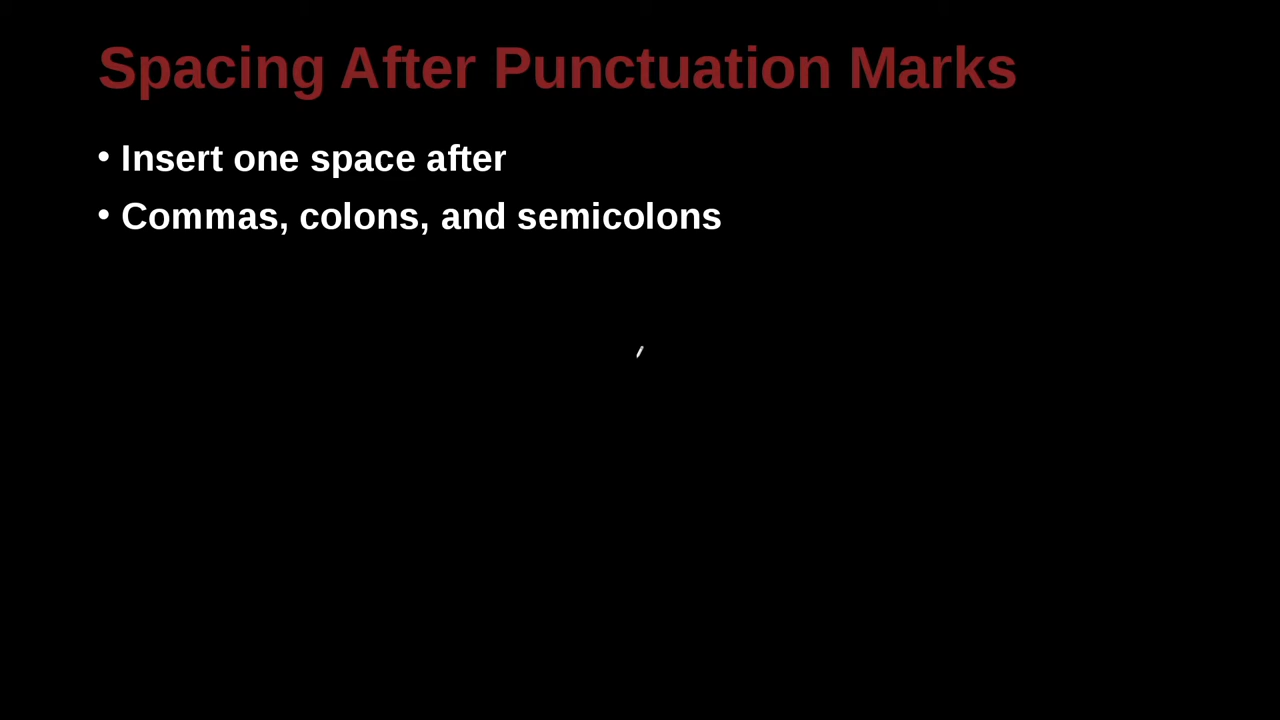 Spacing After Punctuation Marks
• Insert one space after
• Commas, colons, and semicolons